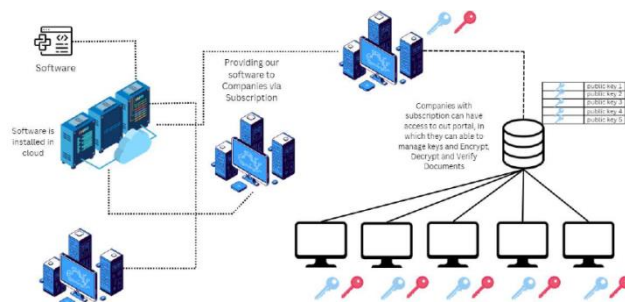 Software
Software is
installed in
cloud
Providing our
software to
Companies via
Subscription
Companies with
subscription can have
access to out portal, in
which they can able to
manage keys and Encrypt,
Decrypt and Verify
Documents
public key 1
public key 2
public key 3
public key 4
public key 5